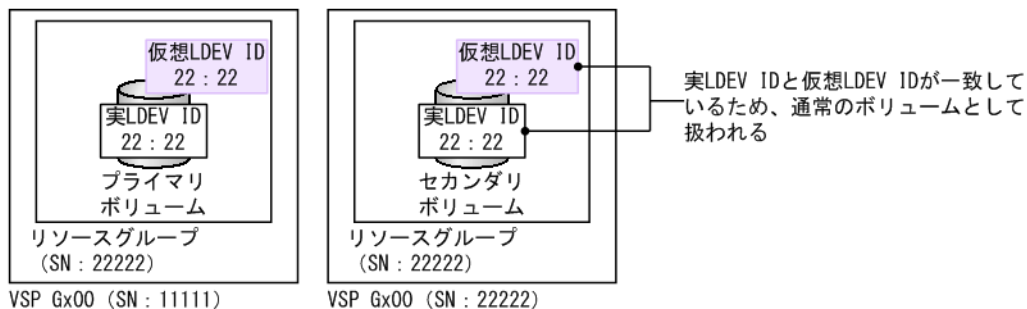 仮想LDEV ID
22:22
実LDEV ID
22:22
プライマリ
ボリューム
リソースグループ
(SN:22222)
VSP Gx00 (SN:11111)
仮想LDEV ID
22:22
実LDEV ID
22:22
セカンダリ
ボリューム
リソースグループ
(SN:22222)
VSP Gx00 (SN:22222)
実LDEV IDと仮想LDEV IDが一致して
いるため、通常のボリュームとして
扱われる